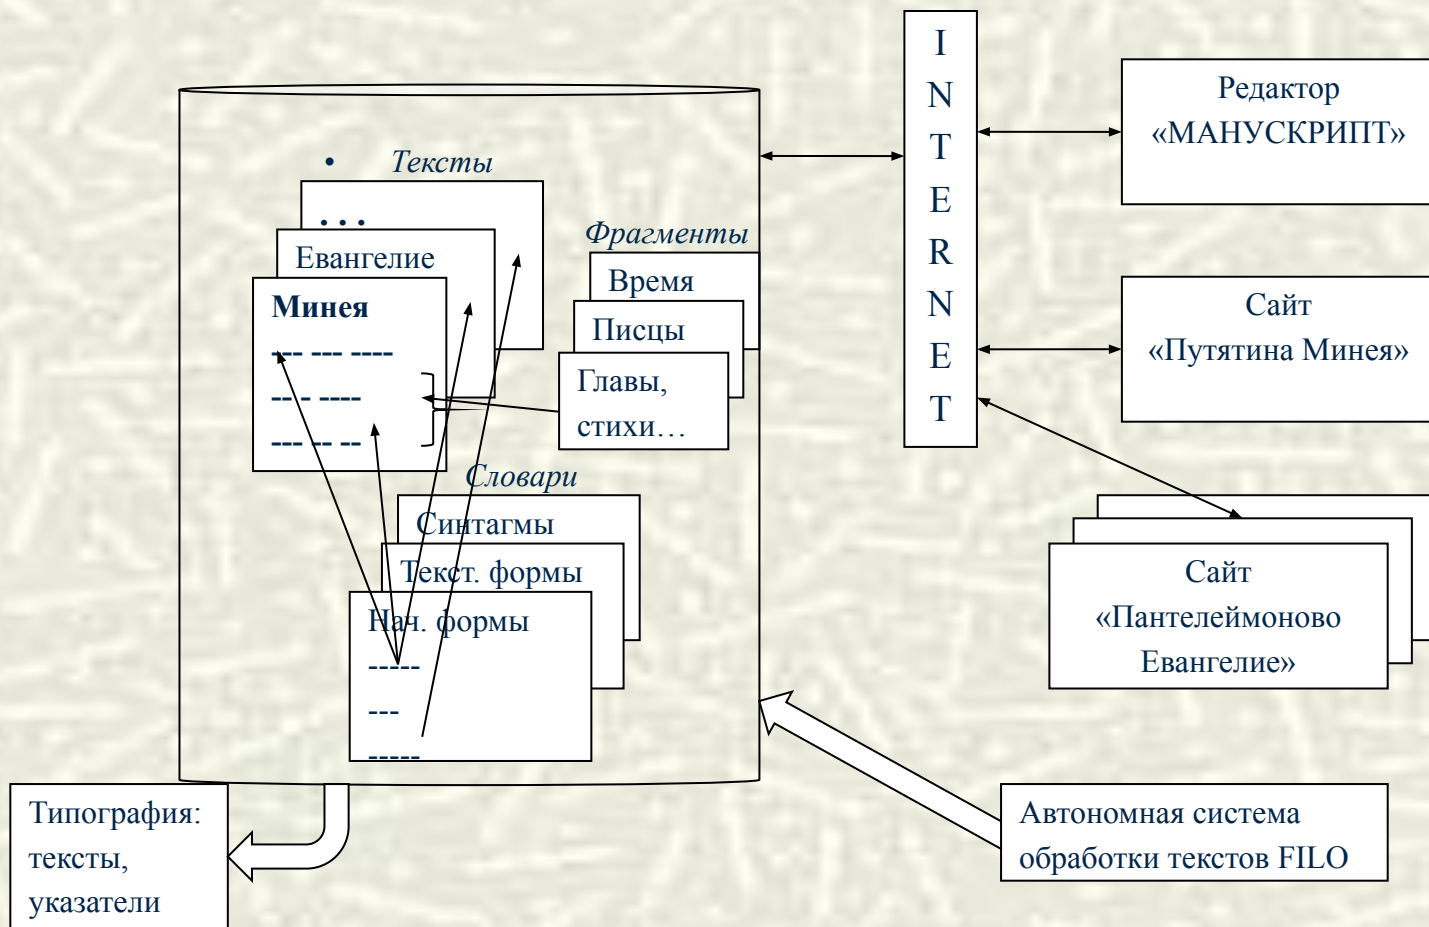 • Тексты
. . .
Евангелие
Минея
--- --- ----
-- - ----
--- -- --
Фрагменты
Время
Писцы
Главы,
стихи…
Словари
Синтагмы
Текст. формы
Нач. формы
-----
---
-----
I
N
T
E
R
N
E
T
Редактор
«МАНУСКРИПТ»
Сайт
«Путятина Минея»
Сайт
«Пантелеймоново
Евангелие»
Типография:
тексты,
указатели
Автономная система
обработки текстов FILO